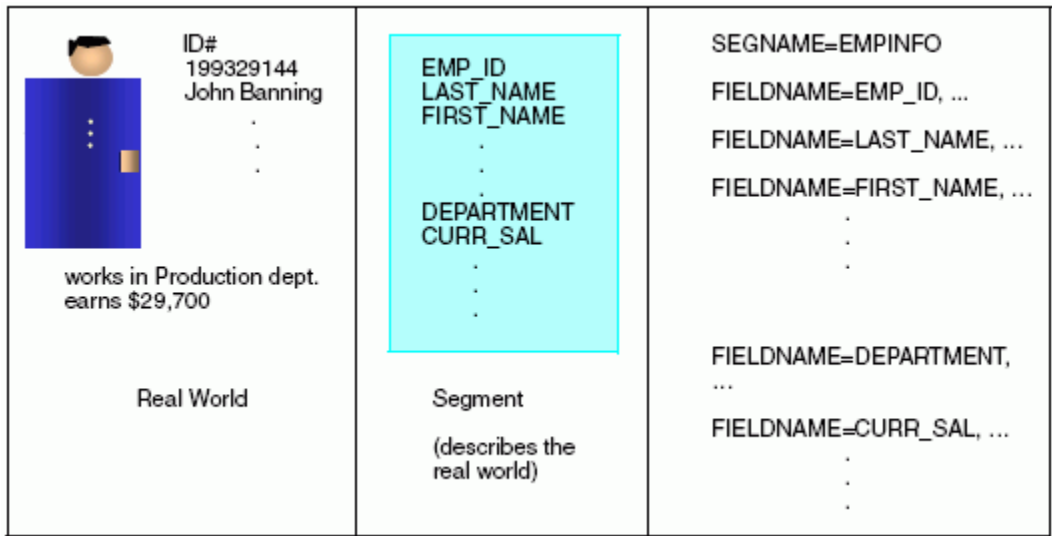 ID#
199329144
John Banning
.
.
.
works in Production dept.
earns $29,700
Real World
EMP_ID
LAST_NAME
FIRST_NAME
.
.
.
DEPARTMENT
CURR_SAL
.
.
.
Segment
(describes the
real world)
SEGNAME=EMPINFO
FIELDNAME=EMP_ID, ...
FIELDNAME=LAST_NAME, ...
FIELDNAME=FIRST_NAME, ...
.
.
.
FIELDNAME=DEPARTMENT,
...
FIELDNAME=CURR_SAL, ...
.
.
.